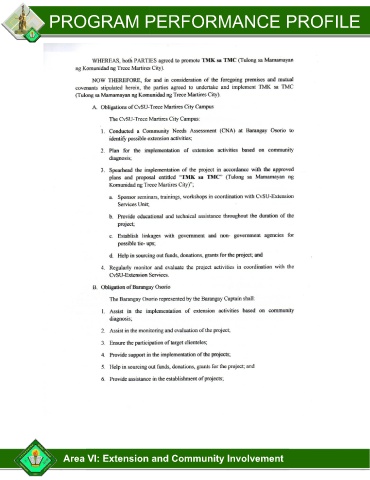 PROGRAM PERFORMANCE PROFILE
WHEREAS, both PARTIES agreed to promote TMK sa TMC (Tulong sa Mamamayan
ng Komunidad ng Trece Martires City).
NOW THEREFORE, for and in consideration of the foregoing premises and mutual
covenants stipulated herein, the parties agreed to undertake and implement TMK sa TMC
(Tulong sa Mamamayan ng Komunidad ng Trece Martires City).
A. Obligations of CvSU-Trece Martires City Campus
The CvSU-Trece Martires City Campus:
1. Conducted a Community Needs Assessment (CNA) at Barangay Osorio to
identify possible extension activities;
2. Plan for the implementation of extension activities based on community
diagnosis;
3. Spearhead the implementation of the project in accordance with the approved
plans and proposal entitled "TMK sa TMC" (Tulong sa Mamamayan ng
Komunidad ng Trece Martires City)";
a. Sponsor seminars, trainings, workshops in coordination with CvSU-Extension
Services Unit;
b. Provide educational and technical assistance throughout the duration of the
project;
c. Establish linkages with government and non- government agencies for
possible tie- ups;
d. Help in sourcing out funds, donations, grants for the project; and
4. Regularly monitor and evaluate the project activities in coordination with the
CvSU-Extension Services.
B. Obligation of Barangay Osorio
The Barangay Osorio represented by the Barangay Captain shall:
1. Assist in the implementation of extension activities based on community
diagnosis;
2. Assist in the monitoring and evaluation of the project;
3. Ensure the participation of target clienteles;
4. Provide support in the implementation of the projects;
5. Help in sourcing out funds, donations, grants for the project; and
6. Provide assistance in the establishment of projects;
Area VI: Extension and Community Involvement